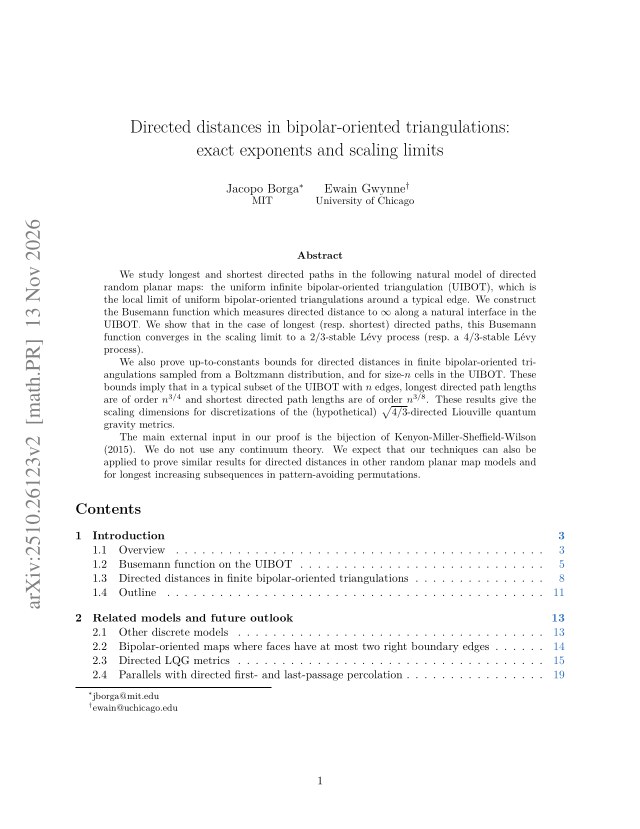 Directed distances in bipolar-oriented triangulations:
exact exponents and scaling limits
Jacopo Borga* Ewain Gwynne†
MIT University of Chicago
Abstract
We study longest and shortest directed paths in the following natural model of directed
random planar maps: the uniform infinite bipolar-oriented triangulation (UIBOT), which is
the local limit of uniform bipolar-oriented triangulations around a typical edge. We construct
the Busemann function which measures directed distance to ∞ along a natural interface in the
UIBOT. We show that in the case of longest (resp. shortest) directed paths, this Busemann
function converges in the scaling limit to a 2/3-stable Lévy process (resp. a 4/3-stable Lévy
process).
We also prove up-to-constants bounds for directed distances in finite bipolar-oriented tri-
angulations sampled from a Boltzmann distribution, and for size-n cells in the UIBOT. These
bounds imply that in a typical subset of the UIBOT with n edges, longest directed path lengths
are of order n^{3/4} and shortest directed path lengths are of order n^{3/8}. These results give the
scaling dimensions for discretizations of the (hypothetical) √4/3-directed Liouville quantum
gravity metrics.
The main external input in our proof is the bijection of Kenyon-Miller-Sheffield-Wilson
(2015). We do not use any continuum theory. We expect that our techniques can also be
applied to prove similar results for directed distances in other random planar map models and
for longest increasing subsequences in pattern-avoiding permutations.
Contents
1 Introduction 3
1.1 Overview . . . . . . . . . . . . . . . . . . . . . . . . . . . . . . . . . . . . 3
1.2 Busemann function on the UIBOT . . . . . . . . . . . . . . . . . . . . . . . 5
1.3 Directed distances in finite bipolar-oriented triangulations . . . . . . . . . . . . . 8
1.4 Outline . . . . . . . . . . . . . . . . . . . . . . . . . . . . . . . . . . . . . 11
2 Related models and future outlook 13
2.1 Other discrete models . . . . . . . . . . . . . . . . . . . . . . . . . . . . . . 13
2.2 Bipolar-oriented maps where faces have at most two right boundary edges . . . . . . 14
2.3 Directed LQG metrics . . . . . . . . . . . . . . . . . . . . . . . . . . . . . . 15
2.4 Parallels with directed first- and last-passage percolation . . . . . . . . . . . . . . . . 19
*jborga@mit.edu
†ewain@uchicago.edu
1
arXiv:2510.26123v2 [math.PR] 13 Nov 2026